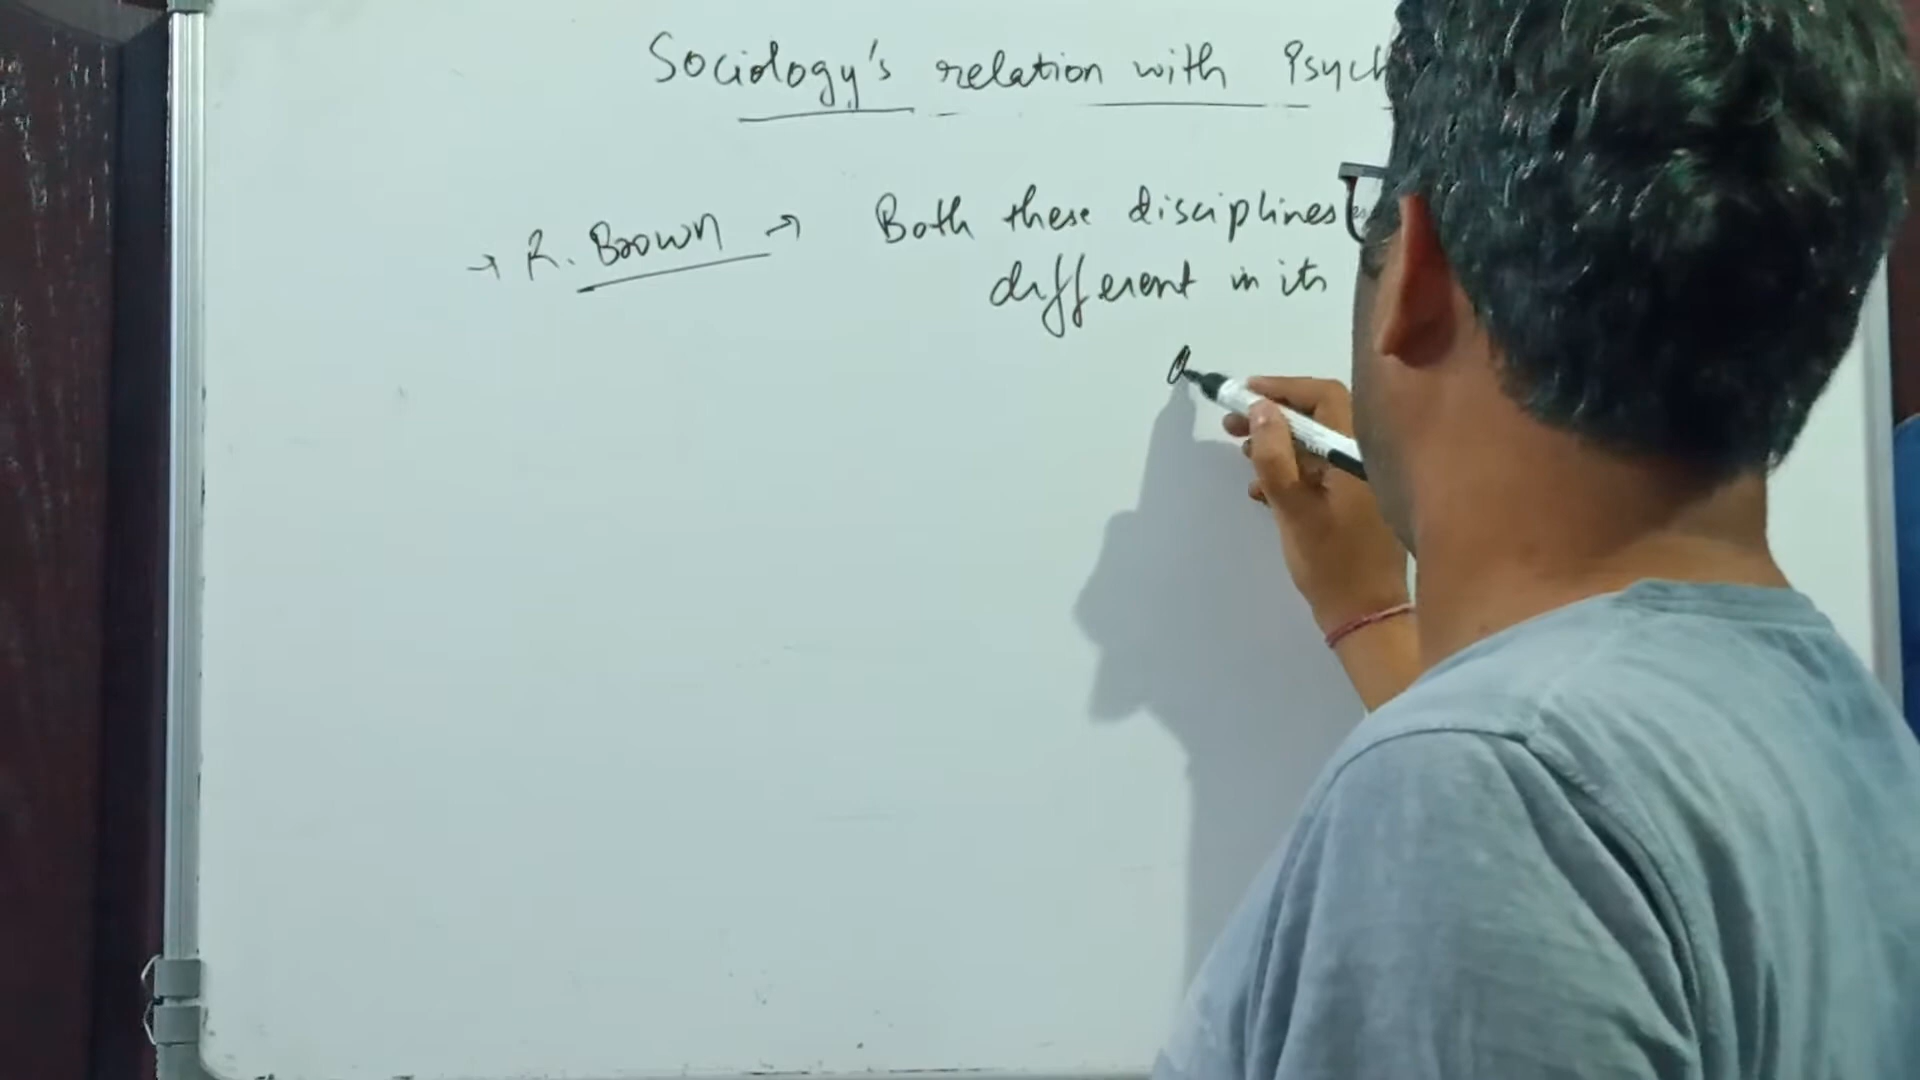 Sociology's relation with Psych
→ R. Brown → Both these disciplines
different in its
a